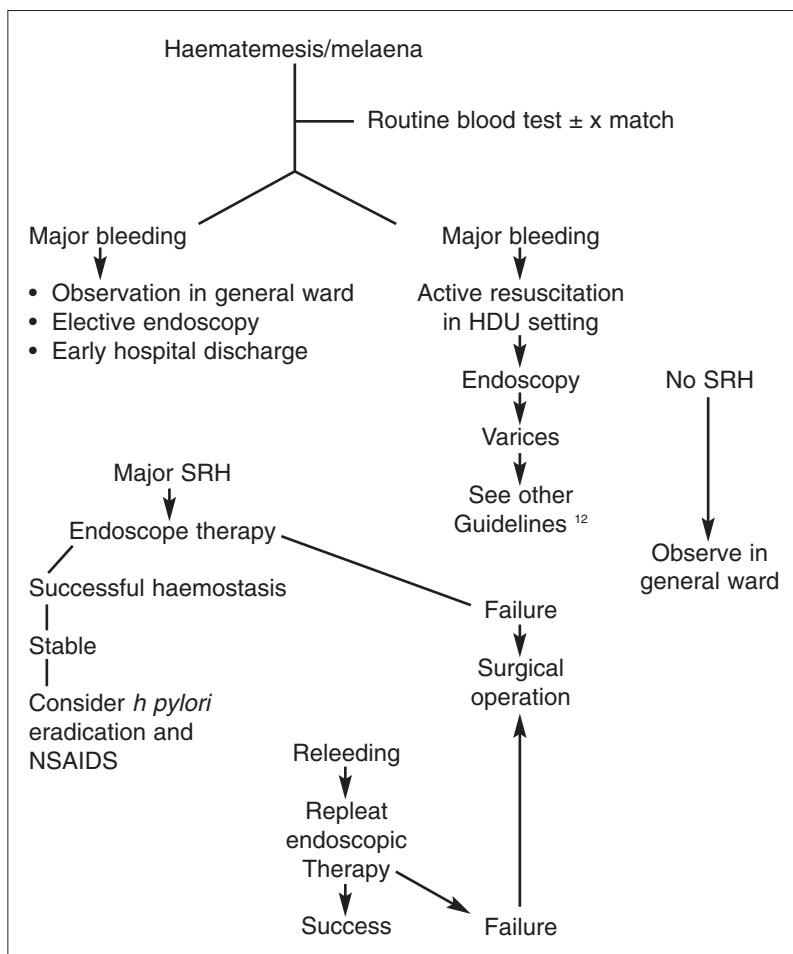 Haematemesis/melaena
Routine blood test ± x match
Major bleeding
• Observation in general ward
• Elective endoscopy
• Early hospital discharge
Major bleeding
Active resuscitation
in HDU setting
Endoscopy
Varices
See other
Guidelines 12
No SRH
Observe in
general ward
Major SRH
Endoscope therapy
Successful haemostasis
Stable
Consider h pylori
eradication and
NSAIDS
Failure
Surgical
operation
Releeding
Repleat
endoscopic
Therapy
Success
Failure